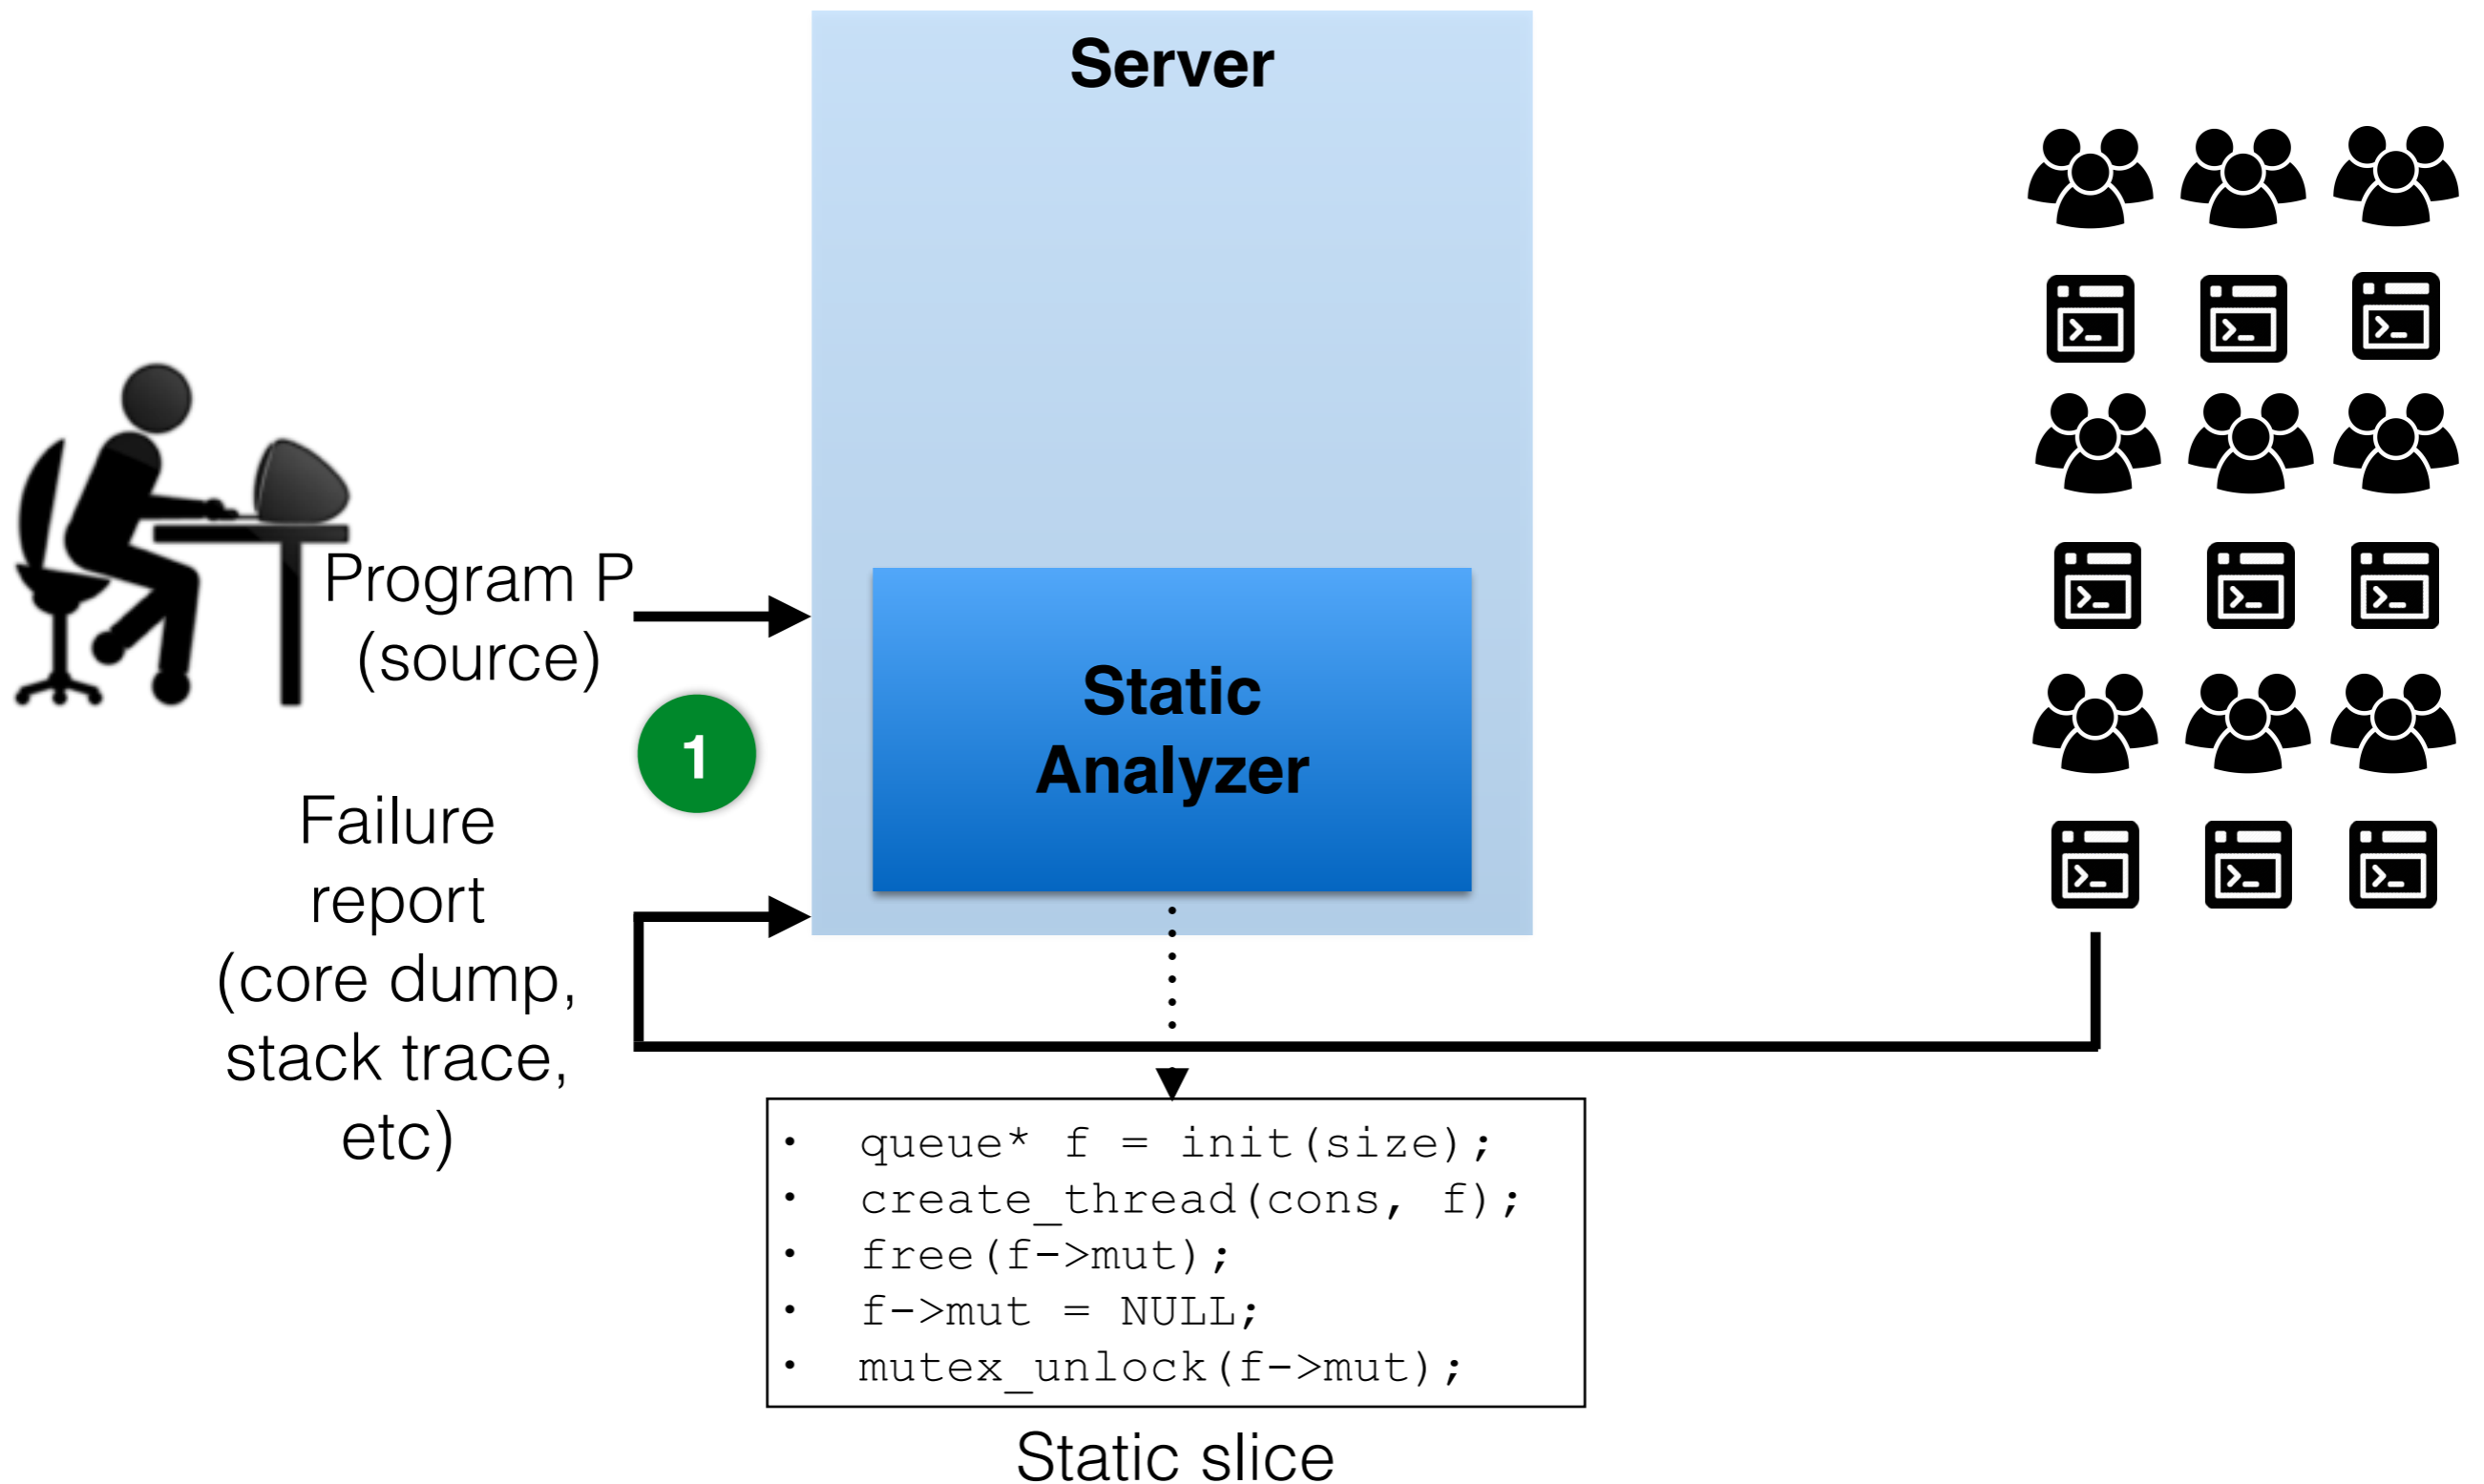 Server
Program P
(source)
1
Static
Analyzer
Failure
report
(core dump,
stack trace,
etc)
• queue* f = init(size);
• create_thread(cons, f);
• free(f->mut);
• f->mut = NULL;
• mutex_unlock(f->mut);
Static slice